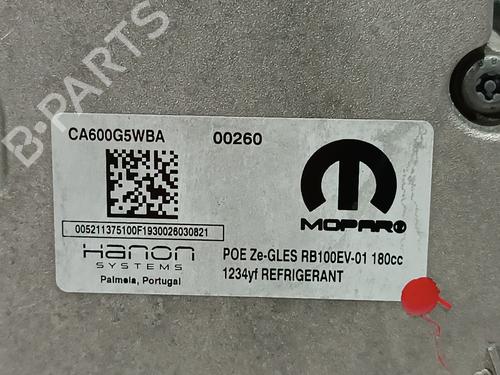 CA600G5WBA 00260
005211375100F1930026030821
MOPAR
Hanon
SYSTEMS
Palmela, Portugal
POE Ze-GLES RB100EV-01 180cc
1234yf REFRIGERANT
B-PARTS